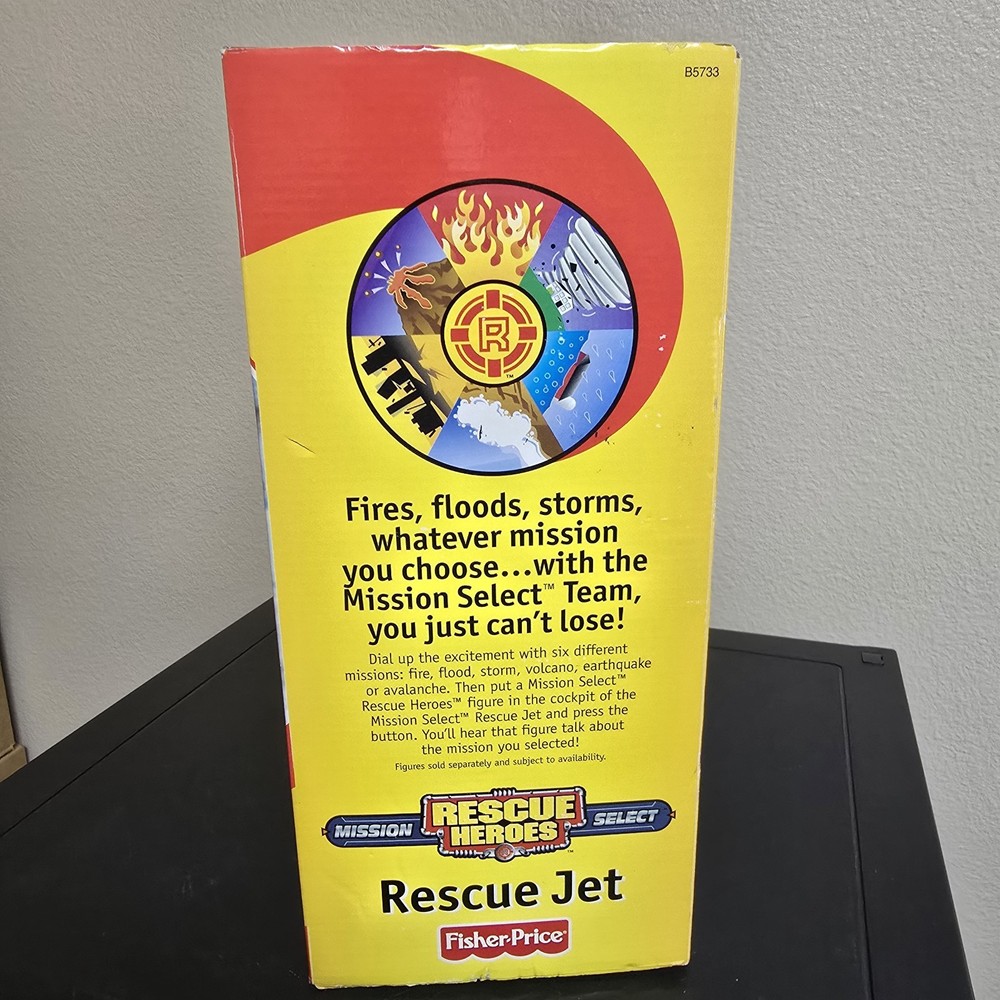 B5733
R
™
Fires, floods, storms,
whatever mission
you choose...with the
Mission Select™ Team,
you just can't lose!
Dial up the excitement with six different
missions: fire, flood, storm, volcano, earthquake
or avalanche. Then put a Mission Select™
Rescue Heroes™ figure in the cockpit of the
Mission Select™ Rescue Jet and press the
button. You'll hear that figure talk about
the mission you selected!
Figures sold separately and subject to availability.
MISSION RESCUE HEROES SELECT
R
™
Rescue Jet
Fisher-Price®